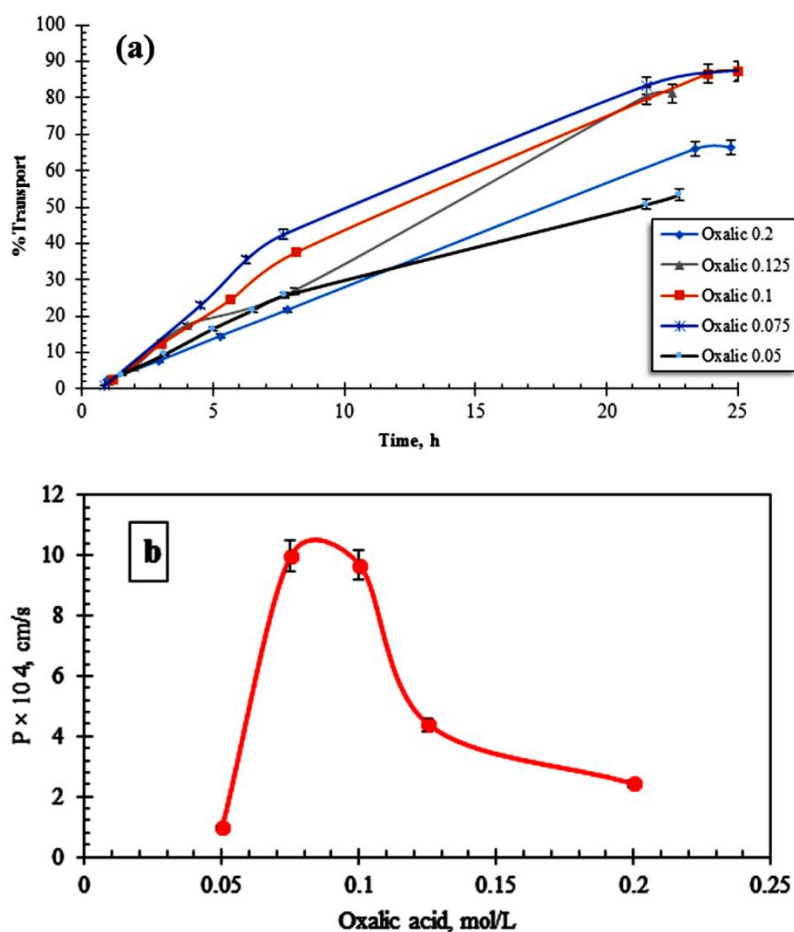 (a)
100
90
80
70
60
50
40
30
20
10
0
%Transport
0 5 10 15 20 25
Time, h
Oxalic 0.2
Oxalic 0.125
Oxalic 0.1
Oxalic 0.075
Oxalic 0.05
b
12
10
8
6
4
2
0
P × 10 4, cm/s
0 0.05 0.1 0.15 0.2 0.25
Oxalic acid, mol/L